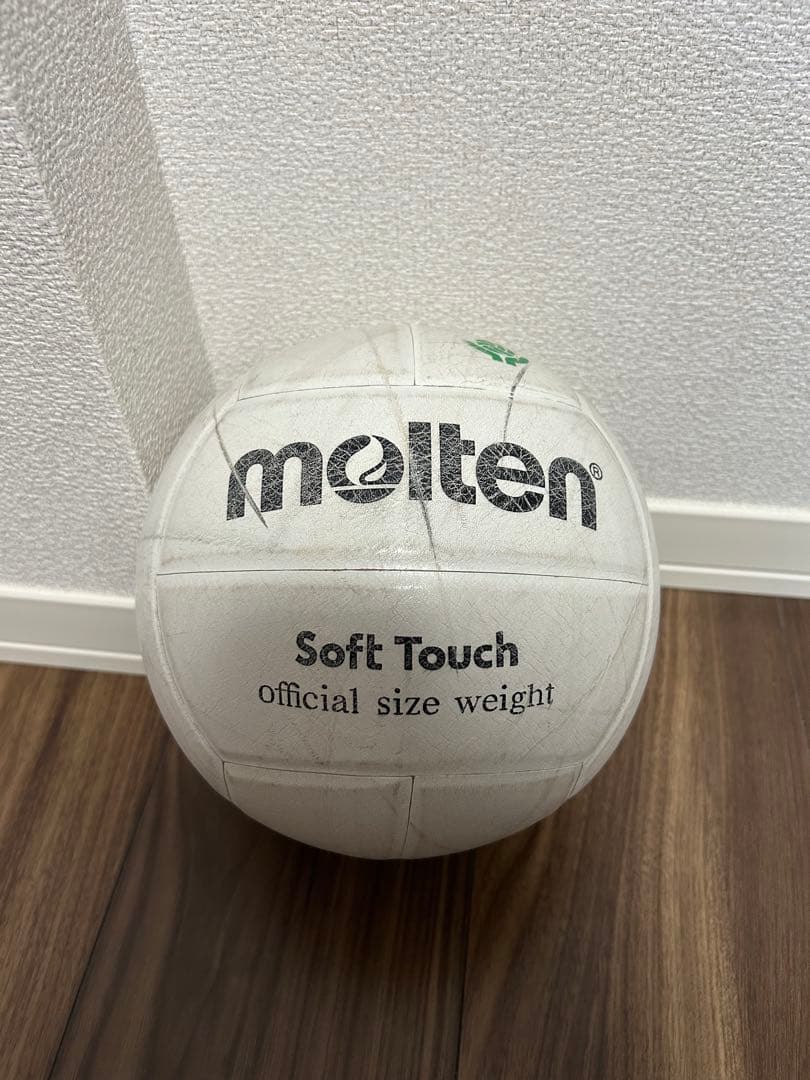 molten®
Soft Touch
official size weight